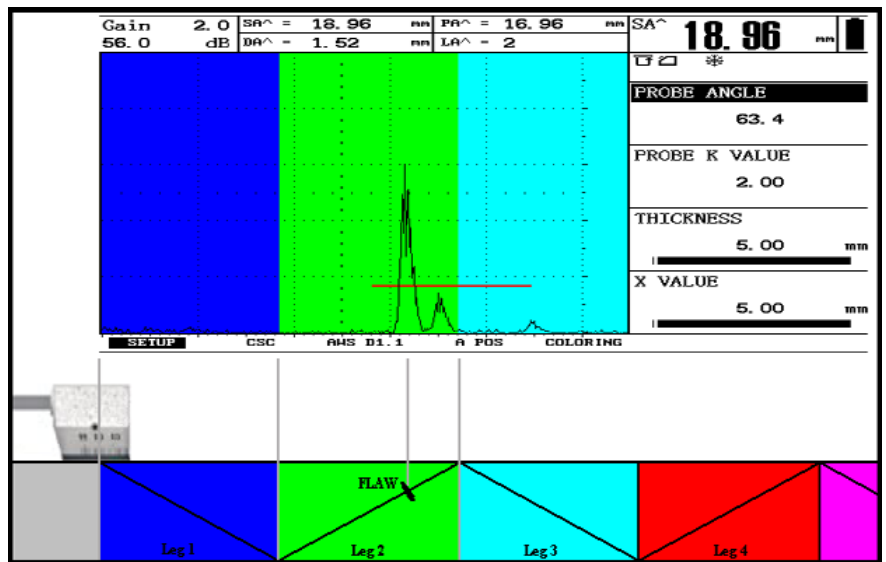 Gain 2.0 SA^ = 18.96 mm PA^ = 16.96 mm SA^ 18.96 mm
56.0 dB DA^ - 1.52 mm LA^ - 2
PROBE ANGLE
63.4
PROBE K VALUE
2.00
THICKNESS
5.00 mm
X VALUE
5.00 mm
SETUP CSC AWS D1.1 A POS COLORING
FLAW
Leg 1 Leg 2 Leg 3 Leg 4